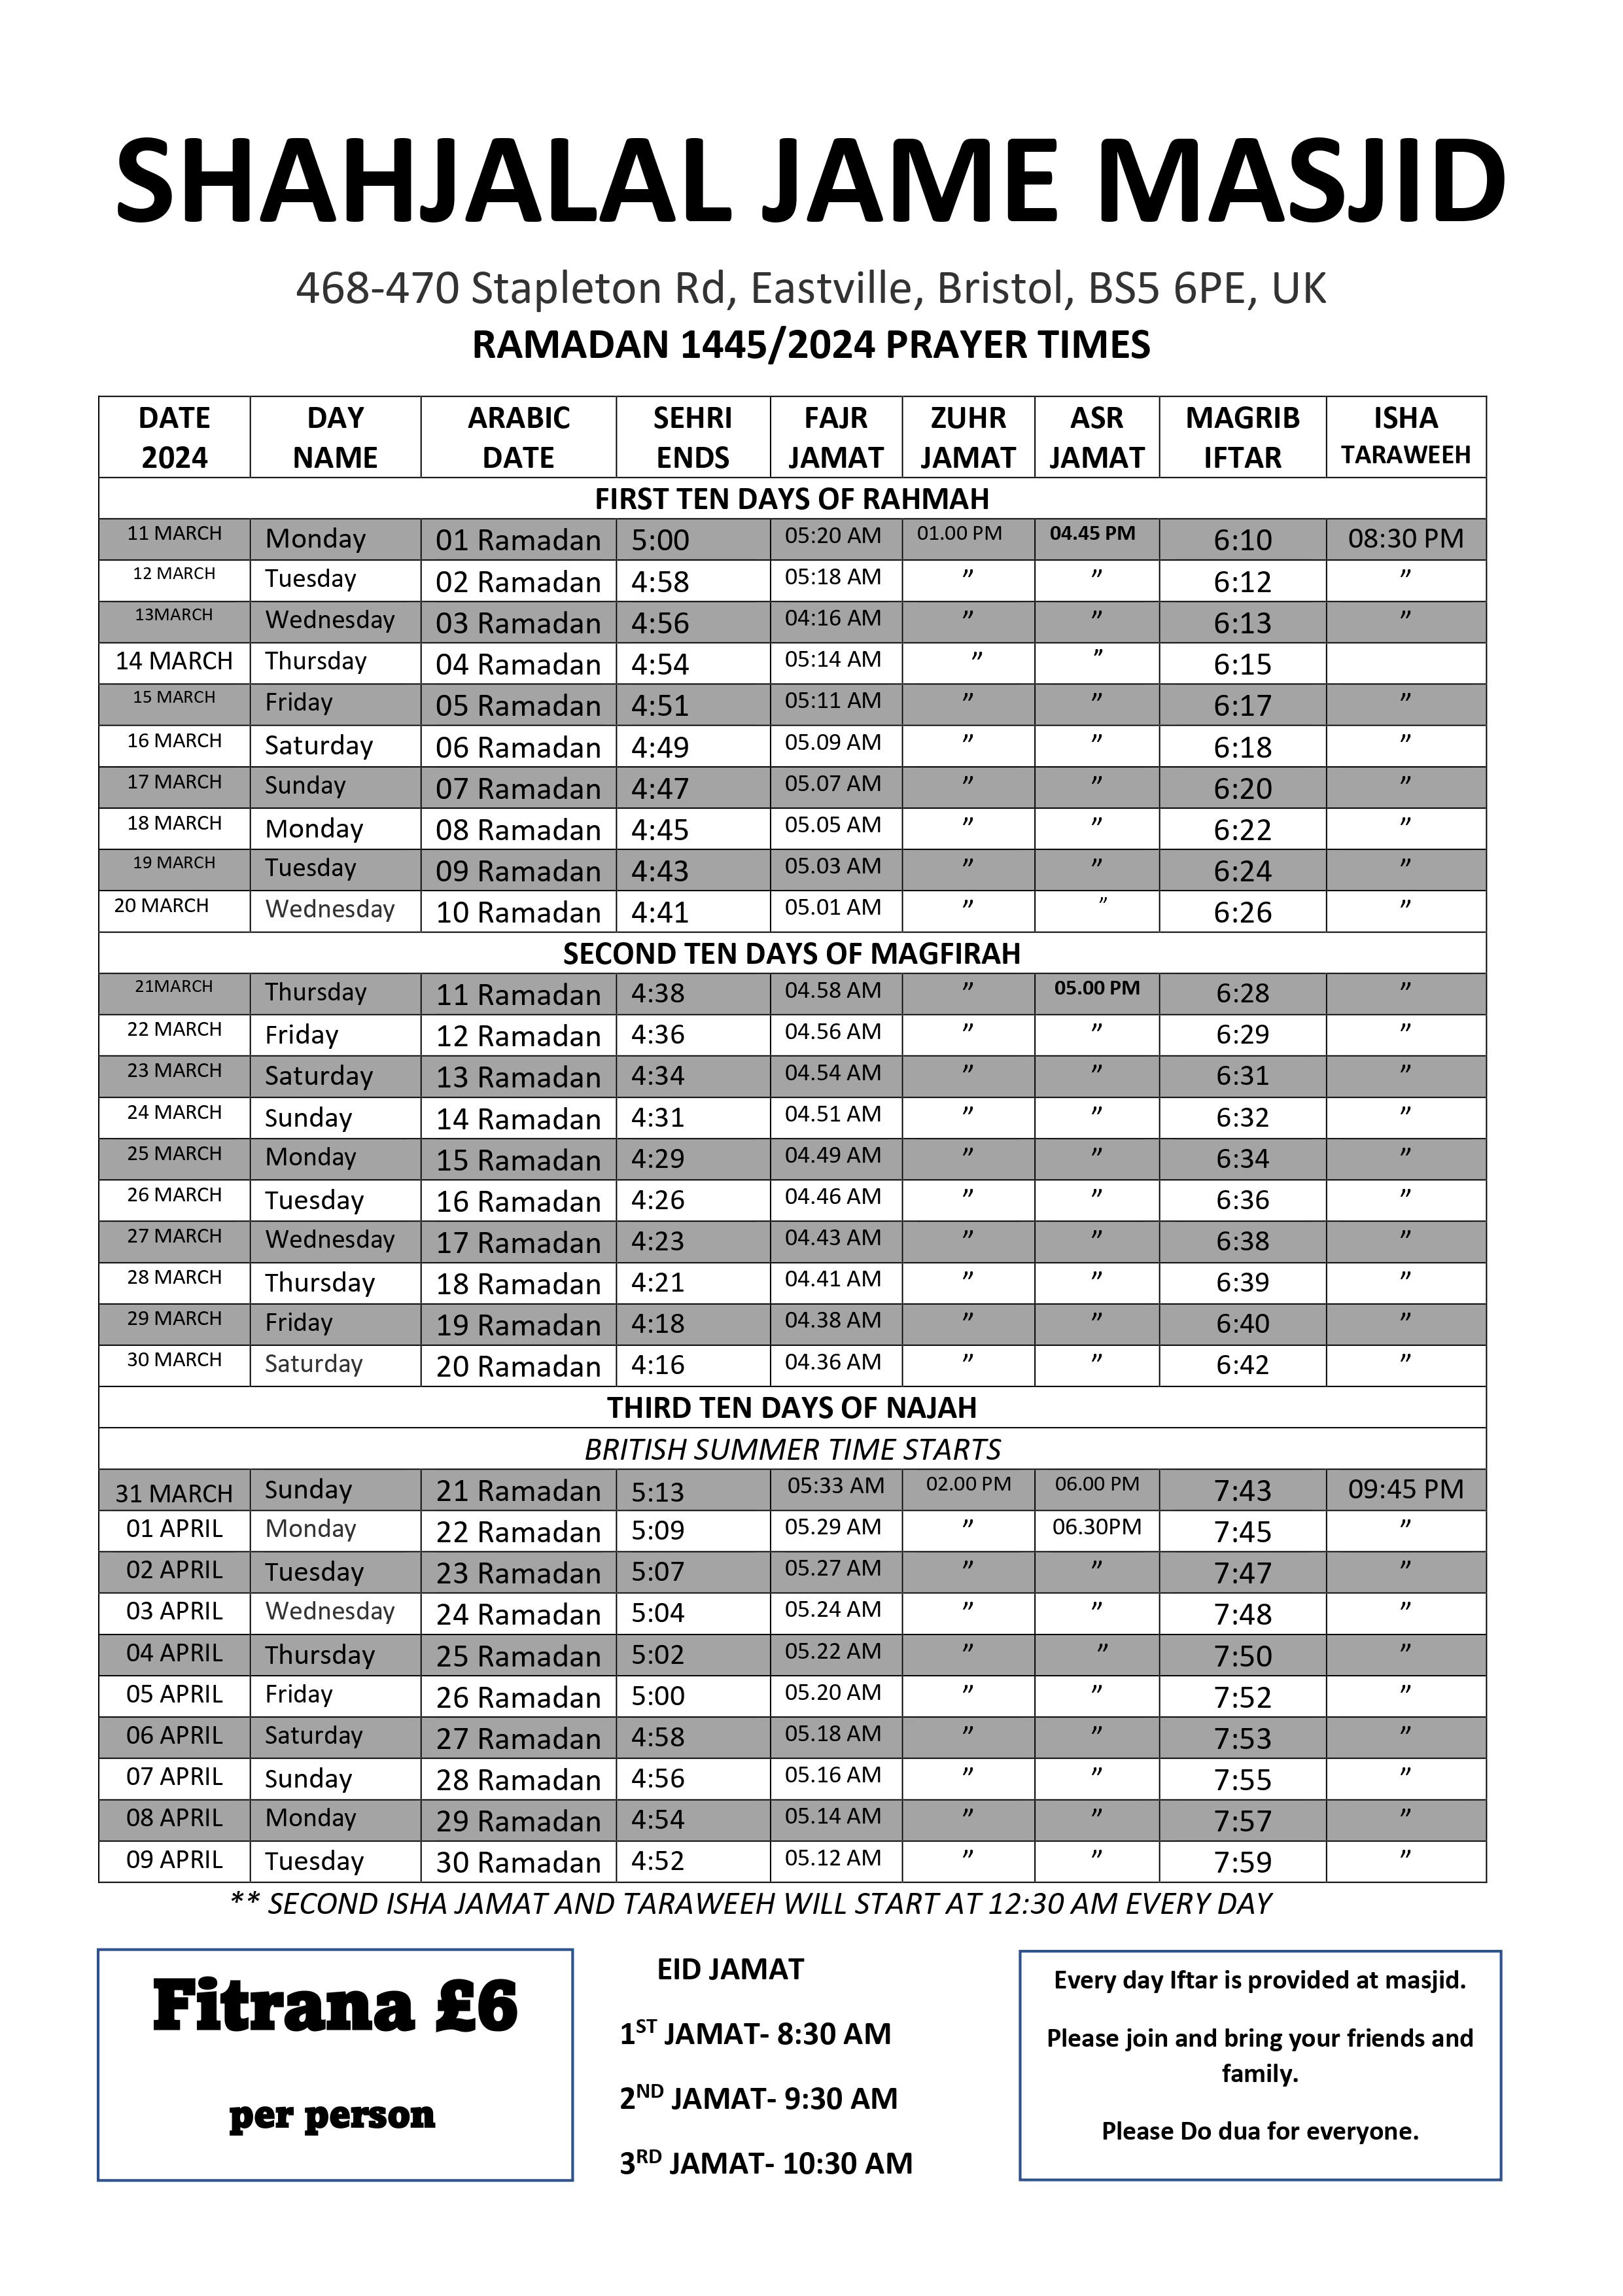 SHAHJALAL JAME MASJID
468-470 Stapleton Rd, Eastville, Bristol, BS5 6PE, UK
RAMADAN 1445/2024 PRAYER TIMES
DATE 2024 DAY NAME ARABIC DATE SEHRI ENDS FAJR JAMAT ZUHR JAMAT ASR JAMAT MAGRIB IFTAR ISHA TARAWEEH
FIRST TEN DAYS OF RAHMAH
11 MARCH Monday 01 Ramadan 5:00 05:20 AM 01.00 PM 04.45 PM 6:10 08:30 PM
12 MARCH Tuesday 02 Ramadan 4:58 05:18 AM ” ” 6:12 ”
13MARCH Wednesday 03 Ramadan 4:56 04:16 AM ” ” 6:13 ”
14 MARCH Thursday 04 Ramadan 4:54 05:14 AM ” ” 6:15
15 MARCH Friday 05 Ramadan 4:51 05:11 AM ” ” 6:17 ”
16 MARCH Saturday 06 Ramadan 4:49 05.09 AM ” ” 6:18 ”
17 MARCH Sunday 07 Ramadan 4:47 05.07 AM ” ” 6:20 ”
18 MARCH Monday 08 Ramadan 4:45 05.05 AM ” ” 6:22 ”
19 MARCH Tuesday 09 Ramadan 4:43 05.03 AM ” ” 6:24 ”
20 MARCH Wednesday 10 Ramadan 4:41 05.01 AM ” ” 6:26 ”
SECOND TEN DAYS OF MAGFIRAH
21MARCH Thursday 11 Ramadan 4:38 04.58 AM ” 05.00 PM 6:28 ”
22 MARCH Friday 12 Ramadan 4:36 04.56 AM ” ” 6:29 ”
23 MARCH Saturday 13 Ramadan 4:34 04.54 AM ” ” 6:31 ”
24 MARCH Sunday 14 Ramadan 4:31 04.51 AM ” ” 6:32 ”
25 MARCH Monday 15 Ramadan 4:29 04.49 AM ” ” 6:34 ”
26 MARCH Tuesday 16 Ramadan 4:26 04.46 AM ” ” 6:36 ”
27 MARCH Wednesday 17 Ramadan 4:23 04.43 AM ” ” 6:38 ”
28 MARCH Thursday 18 Ramadan 4:21 04.41 AM ” ” 6:39 ”
29 MARCH Friday 19 Ramadan 4:18 04.38 AM ” ” 6:40 ”
30 MARCH Saturday 20 Ramadan 4:16 04.36 AM ” ” 6:42 ”
THIRD TEN DAYS OF NAJAH
BRITISH SUMMER TIME STARTS
31 MARCH Sunday 21 Ramadan 5:13 05:33 AM 02.00 PM 06.00 PM 7:43 09:45 PM
01 APRIL Monday 22 Ramadan 5:09 05.29 AM ” 06.30PM 7:45 ”
02 APRIL Tuesday 23 Ramadan 5:07 05.27 AM ” ” 7:47 ”
03 APRIL Wednesday 24 Ramadan 5:04 05.24 AM ” ” 7:48 ”
04 APRIL Thursday 25 Ramadan 5:02 05.22 AM ” ” 7:50 ”
05 APRIL Friday 26 Ramadan 5:00 05.20 AM ” ” 7:52 ”
06 APRIL Saturday 27 Ramadan 4:58 05.18 AM ” ” 7:53 ”
07 APRIL Sunday 28 Ramadan 4:56 05.16 AM ” ” 7:55 ”
08 APRIL Monday 29 Ramadan 4:54 05.14 AM ” ” 7:57 ”
09 APRIL Tuesday 30 Ramadan 4:52 05.12 AM ” ” 7:59 ”
** SECOND ISHA JAMAT AND TARAWEEH WILL START AT 12:30 AM EVERY DAY
Fitrana £6
per person
EID JAMAT
1ST JAMAT- 8:30 AM
2ND JAMAT- 9:30 AM
3RD JAMAT- 10:30 AM
Every day Iftar is provided at masjid.
Please join and bring your friends and
family.
Please Do dua for everyone.